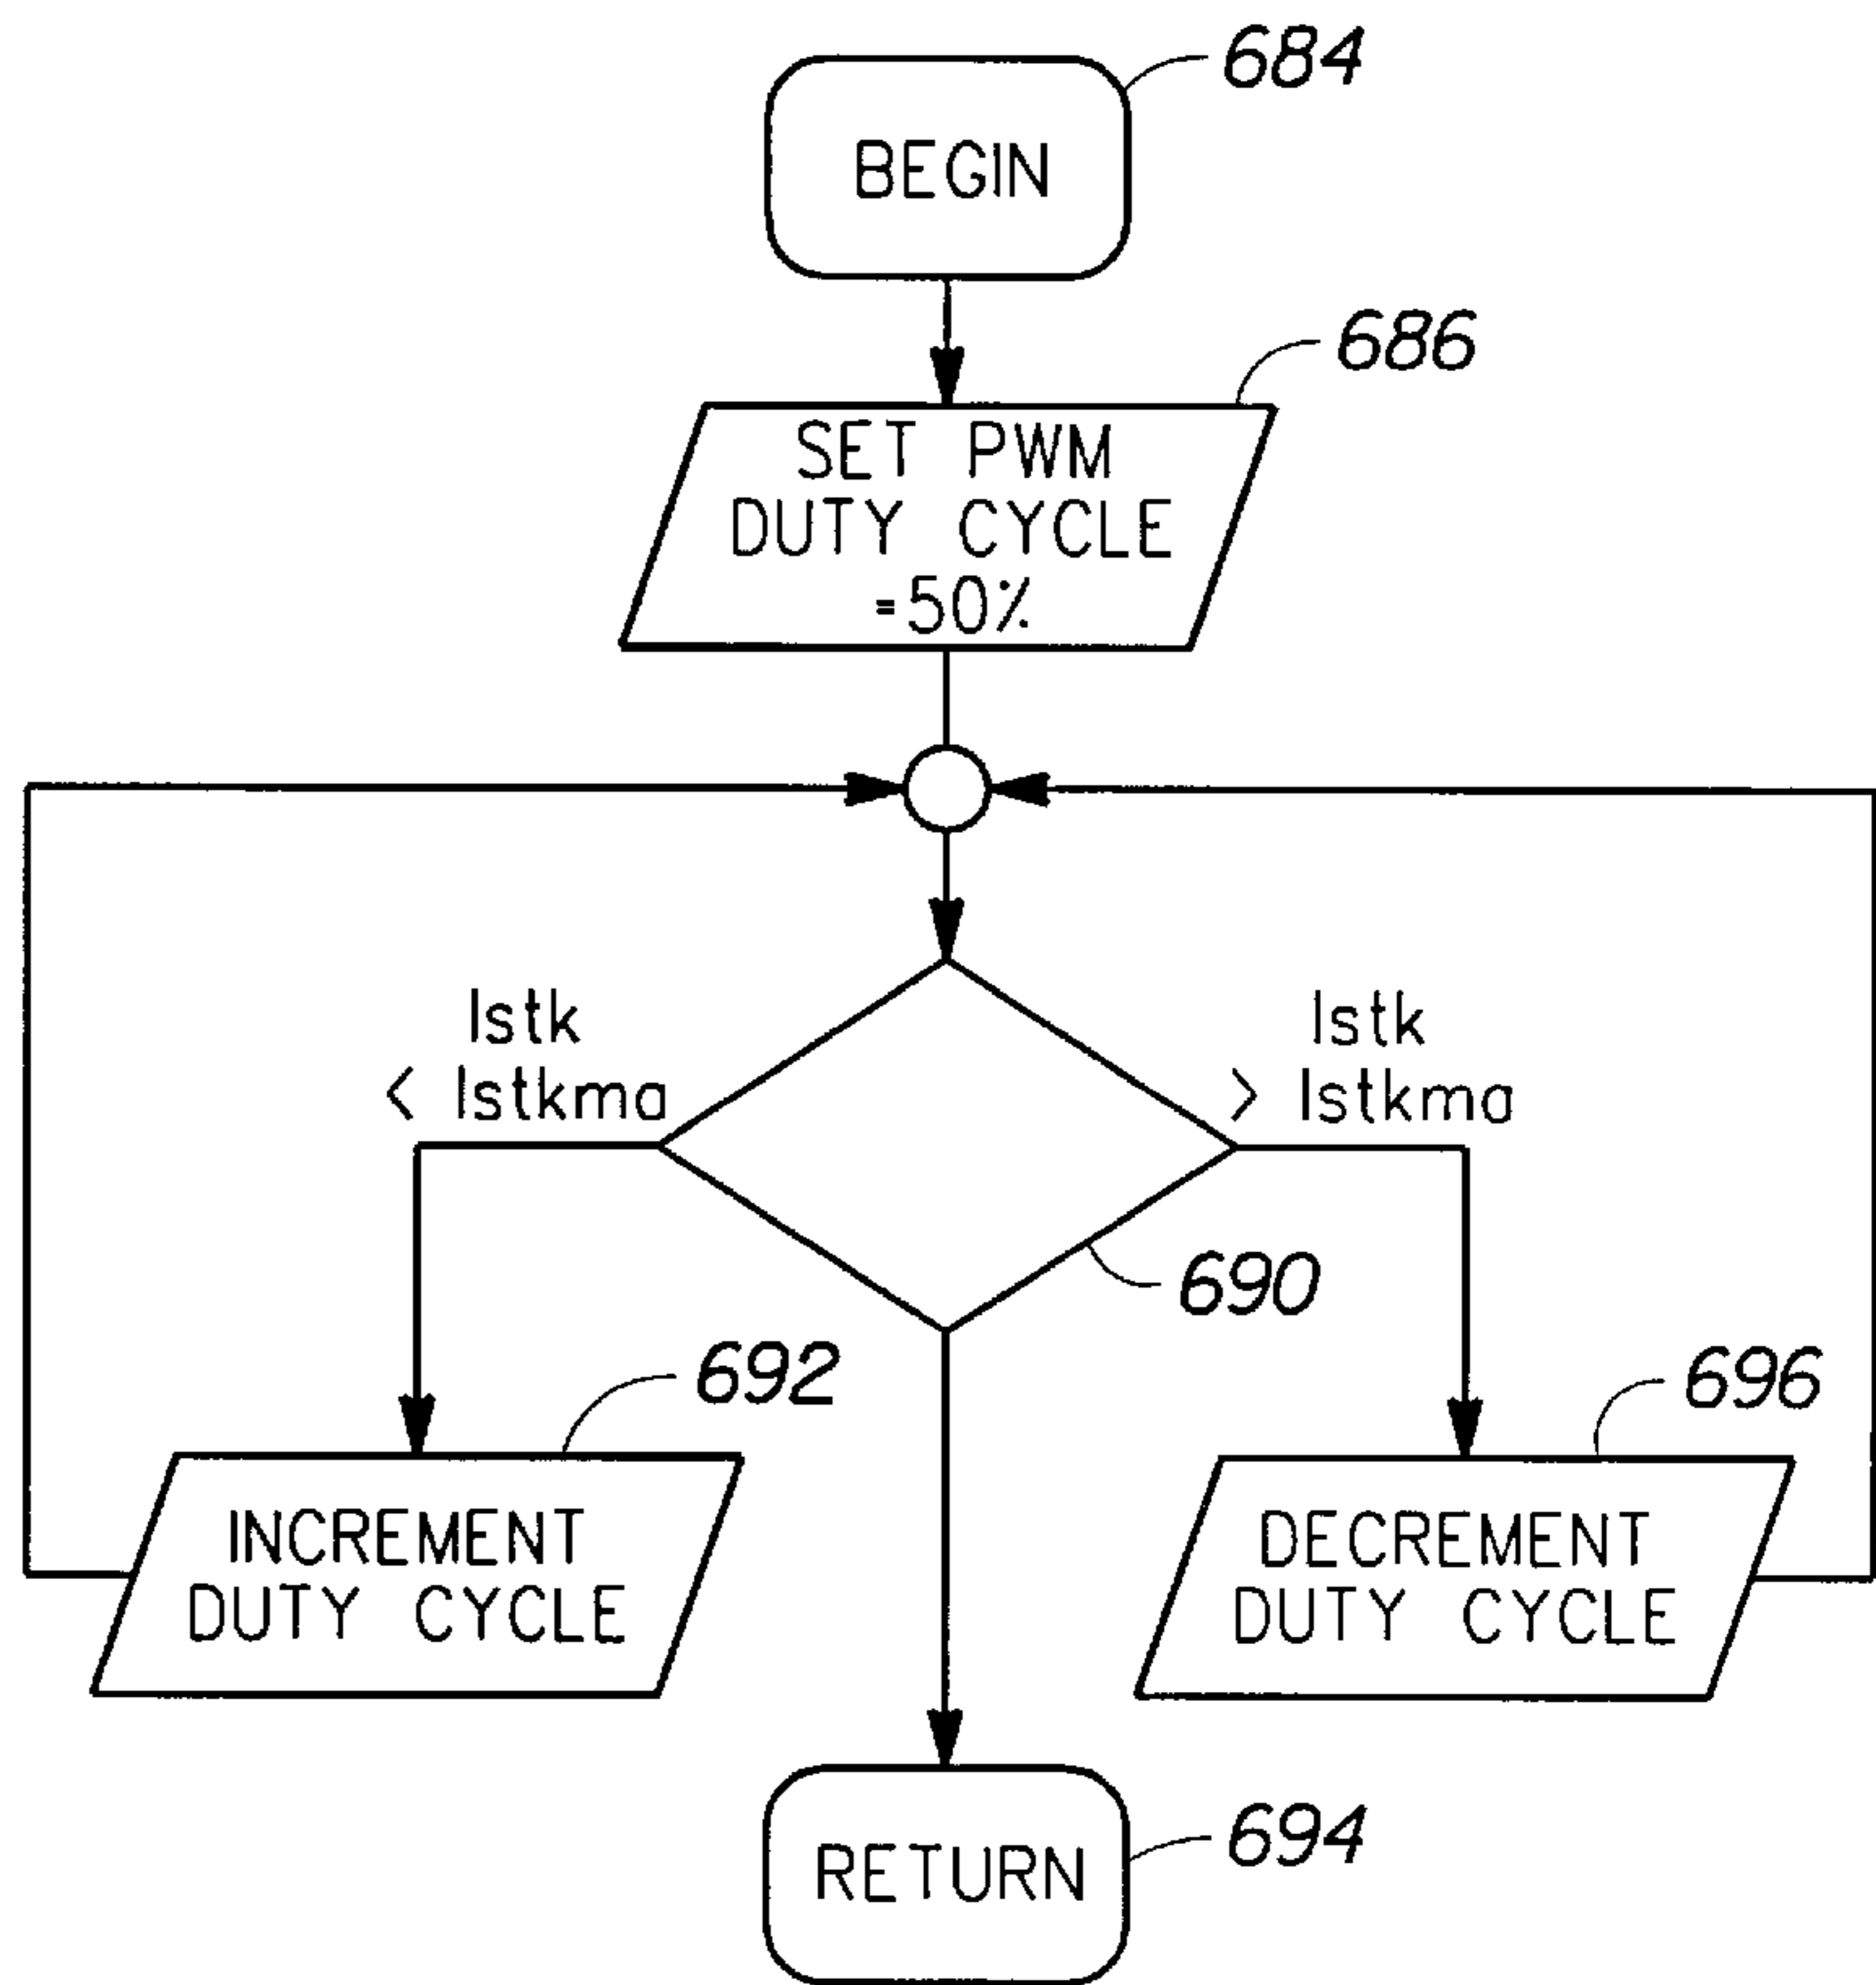 684
BEGIN
686
SET PWM
DUTY CYCLE
=50%
Istk
< Istkma
Istk
> Istkma
690
692
696
INCREMENT
DUTY CYCLE
DECREMENT
DUTY CYCLE
694
RETURN